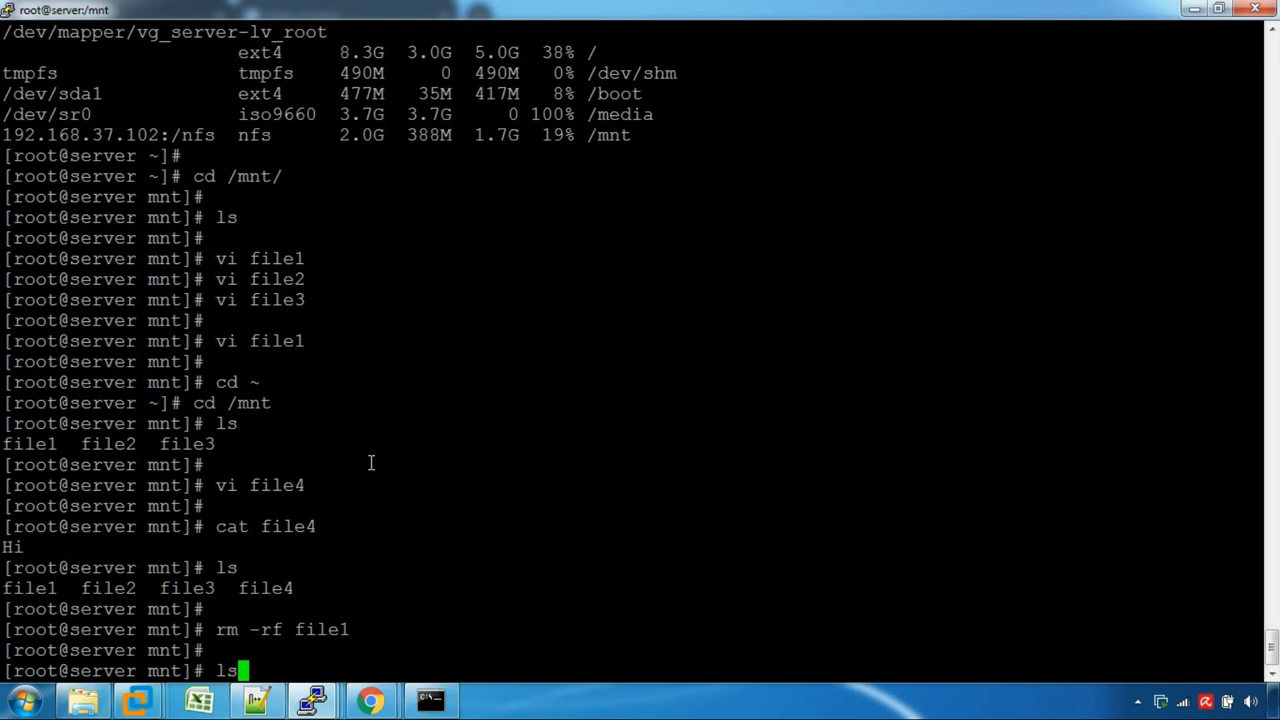 root@server:/mnt
/dev/mapper/vg_server-lv_root
                     ext4    8.3G  3.0G  5.0G  38% /
tmpfs                tmpfs   490M     0  490M   0% /dev/shm
/dev/sda1            ext4    477M   35M  417M   8% /boot
/dev/sr0             iso9660 3.7G  3.7G     0 100% /media
192.168.37.102:/nfs  nfs     2.0G  388M  1.7G  19% /mnt
[root@server ~]#
[root@server ~]# cd /mnt/
[root@server mnt]#
[root@server mnt]# ls
[root@server mnt]#
[root@server mnt]# vi file1
[root@server mnt]# vi file2
[root@server mnt]# vi file3
[root@server mnt]#
[root@server mnt]# vi file1
[root@server mnt]#
[root@server mnt]# cd ~
[root@server ~]# cd /mnt
[root@server mnt]# ls
file1  file2  file3
[root@server mnt]#
[root@server mnt]# vi file4
[root@server mnt]#
[root@server mnt]# cat file4
Hi
[root@server mnt]# ls
file1  file2  file3  file4
[root@server mnt]#
[root@server mnt]# rm -rf file1
[root@server mnt]#
[root@server mnt]# ls